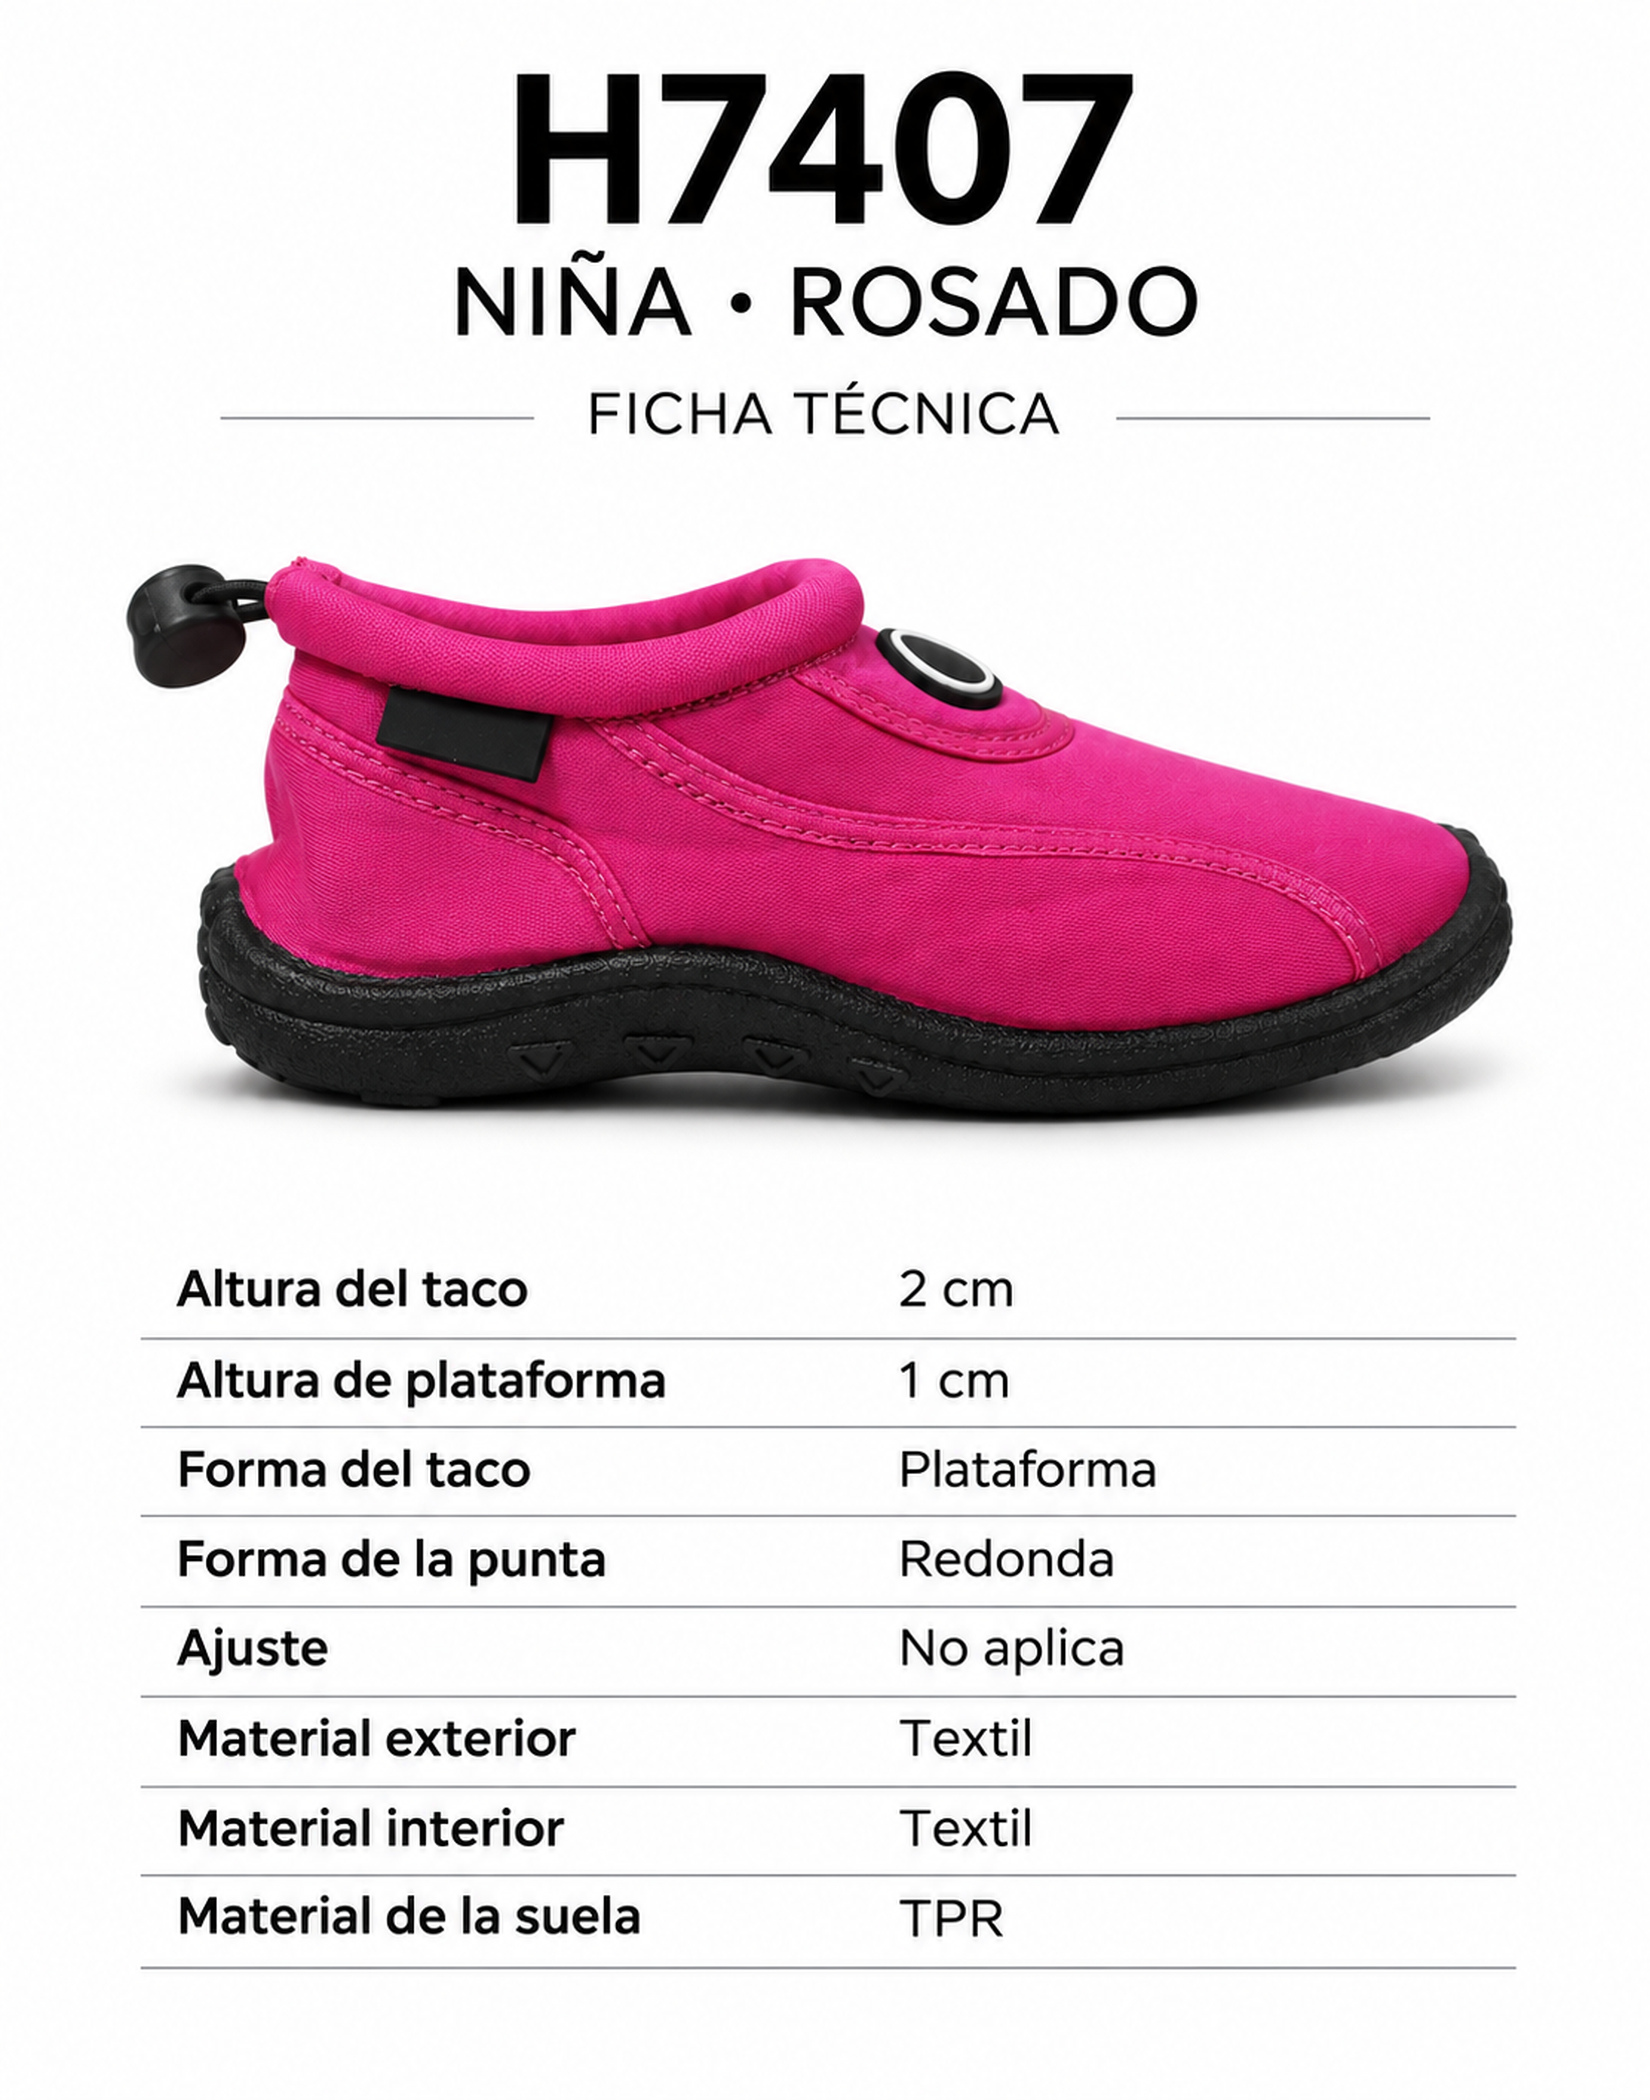 H7407
NIÑA • ROSADO
FICHA TÉCNICA
Altura del taco 2 cm
Altura de plataforma 1 cm
Forma del taco Plataforma
Forma de la punta Redonda
Ajuste No aplica
Material exterior Textil
Material interior Textil
Material de la suela TPR